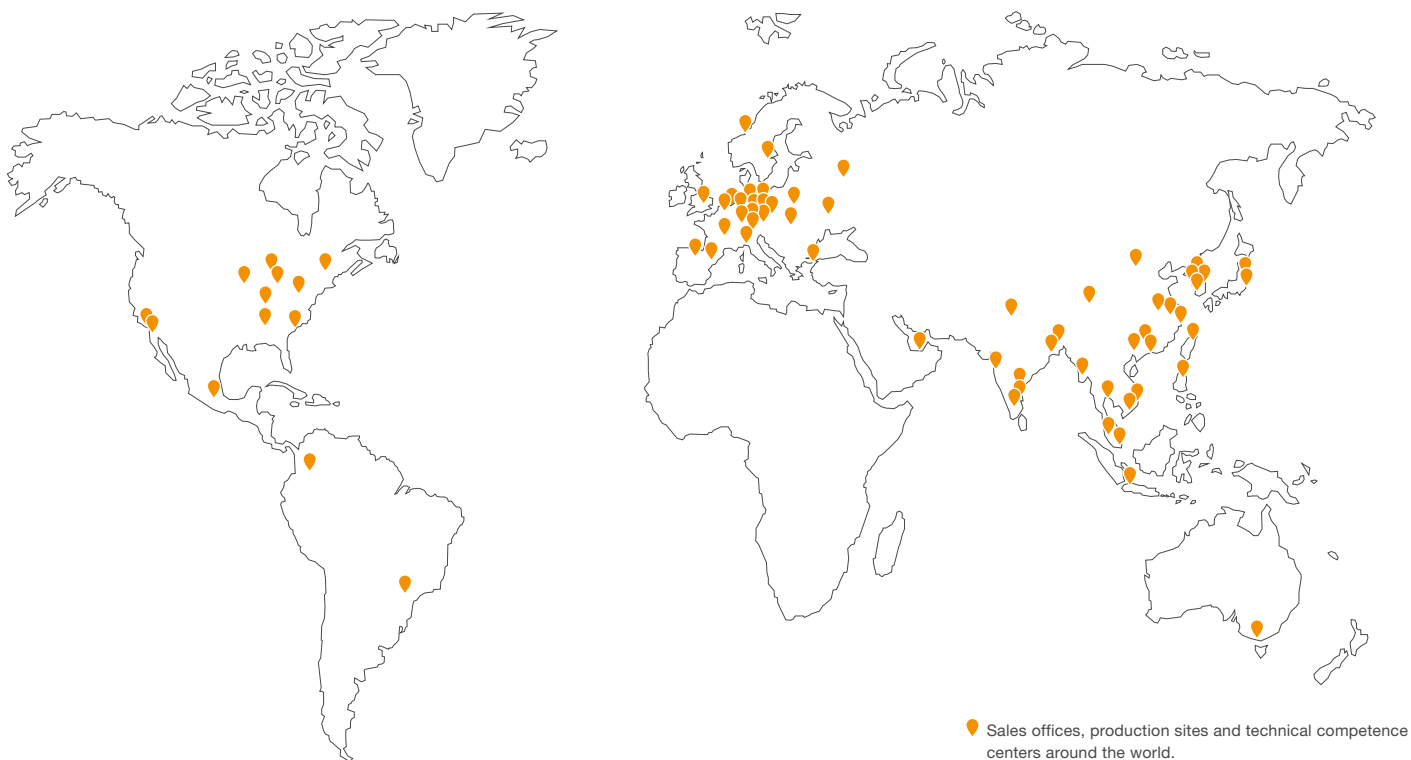 Sales offices, production sites and technical competence
centers around the world.